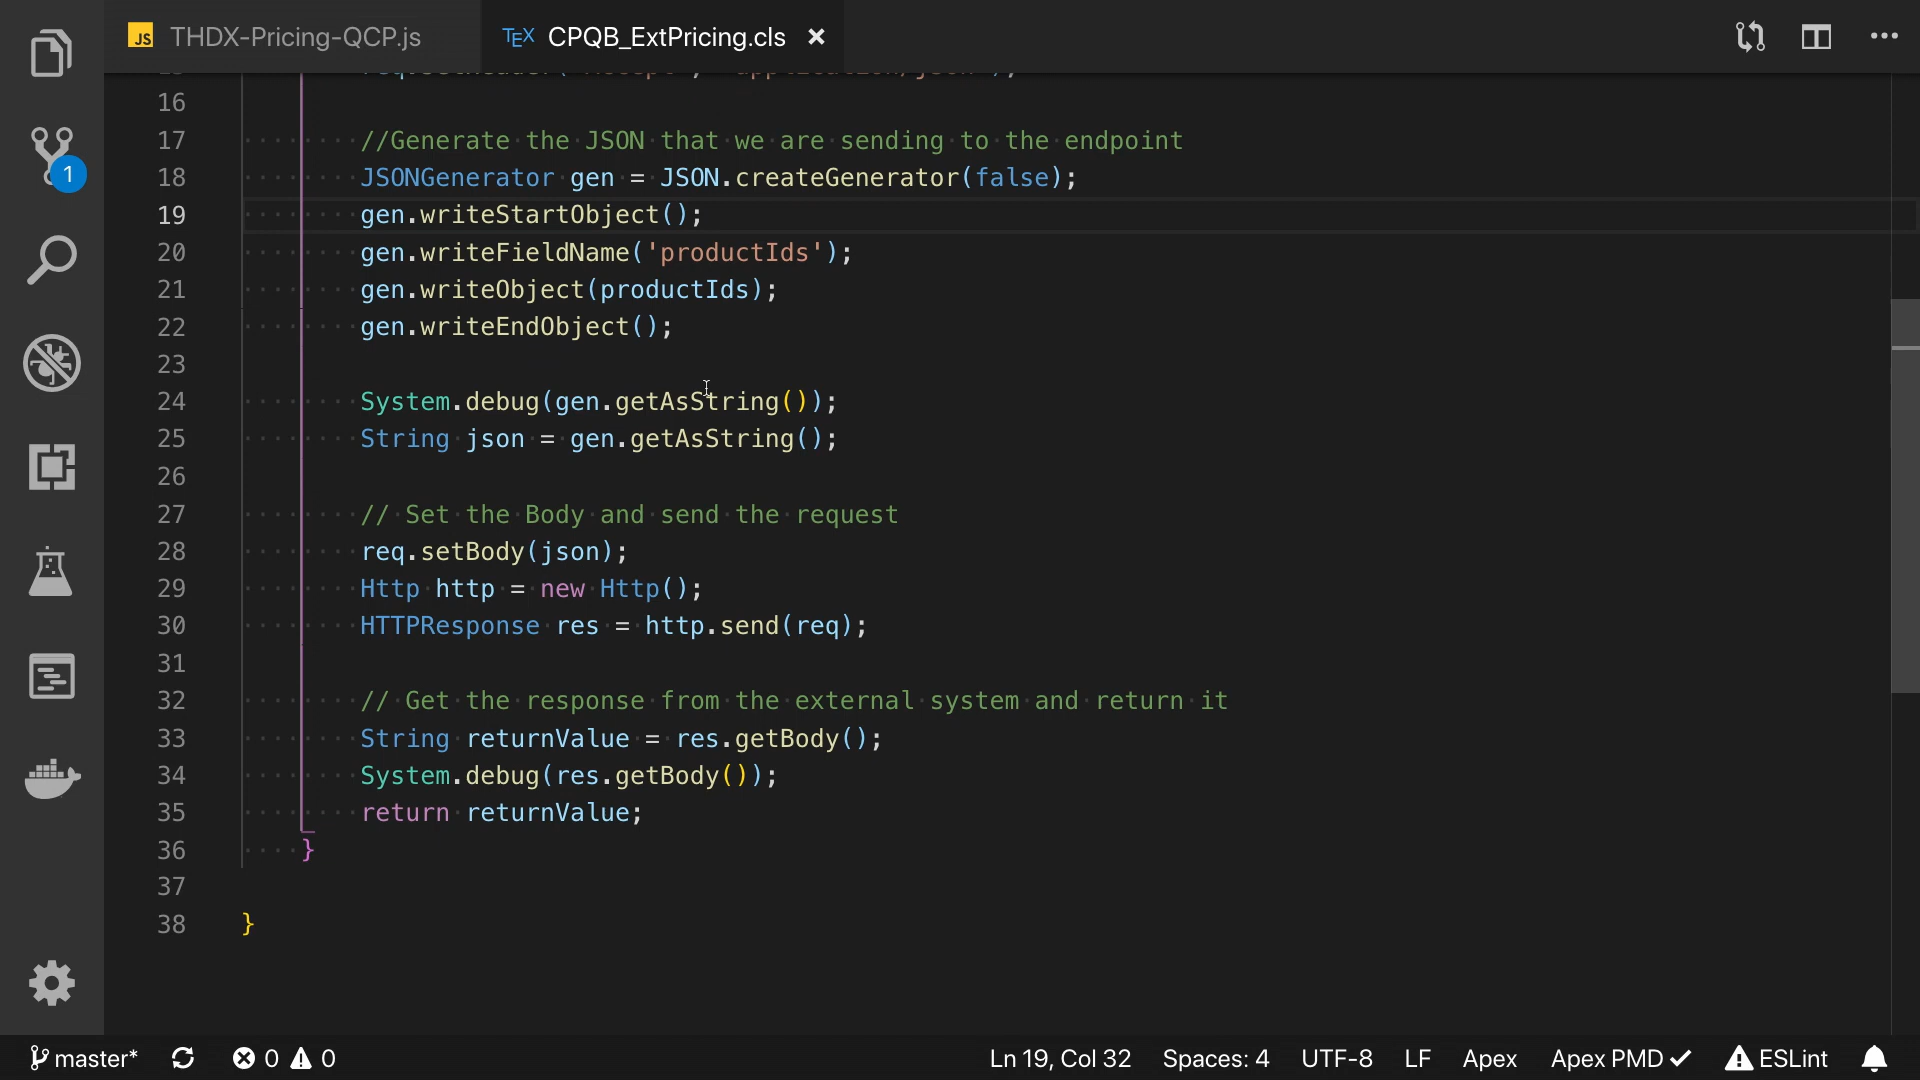 JS THDX-Pricing-QCP.js
TEX CPQB_ExtPricing.cls ×
16
17 //Generate the JSON that we are sending to the endpoint
18 JSONGenerator gen = JSON.createGenerator(false);
19 gen.writeStartObject();
20 gen.writeFieldName('productIds');
21 gen.writeObject(productIds);
22 gen.writeEndObject();
23
24 System.debug(gen.getAsString());
25 String json = gen.getAsString();
26
27 // Set the Body and send the request
28 req.setBody(json);
29 Http http = new Http();
30 HTTPResponse res = http.send(req);
31
32 // Get the response from the external system and return it
33 String returnValue = res.getBody();
34 System.debug(res.getBody());
35 return returnValue;
36 }
37
38 }
1
master* 0 0 Ln 19, Col 32 Spaces: 4 UTF-8 LF Apex Apex PMD ✓ ESLint